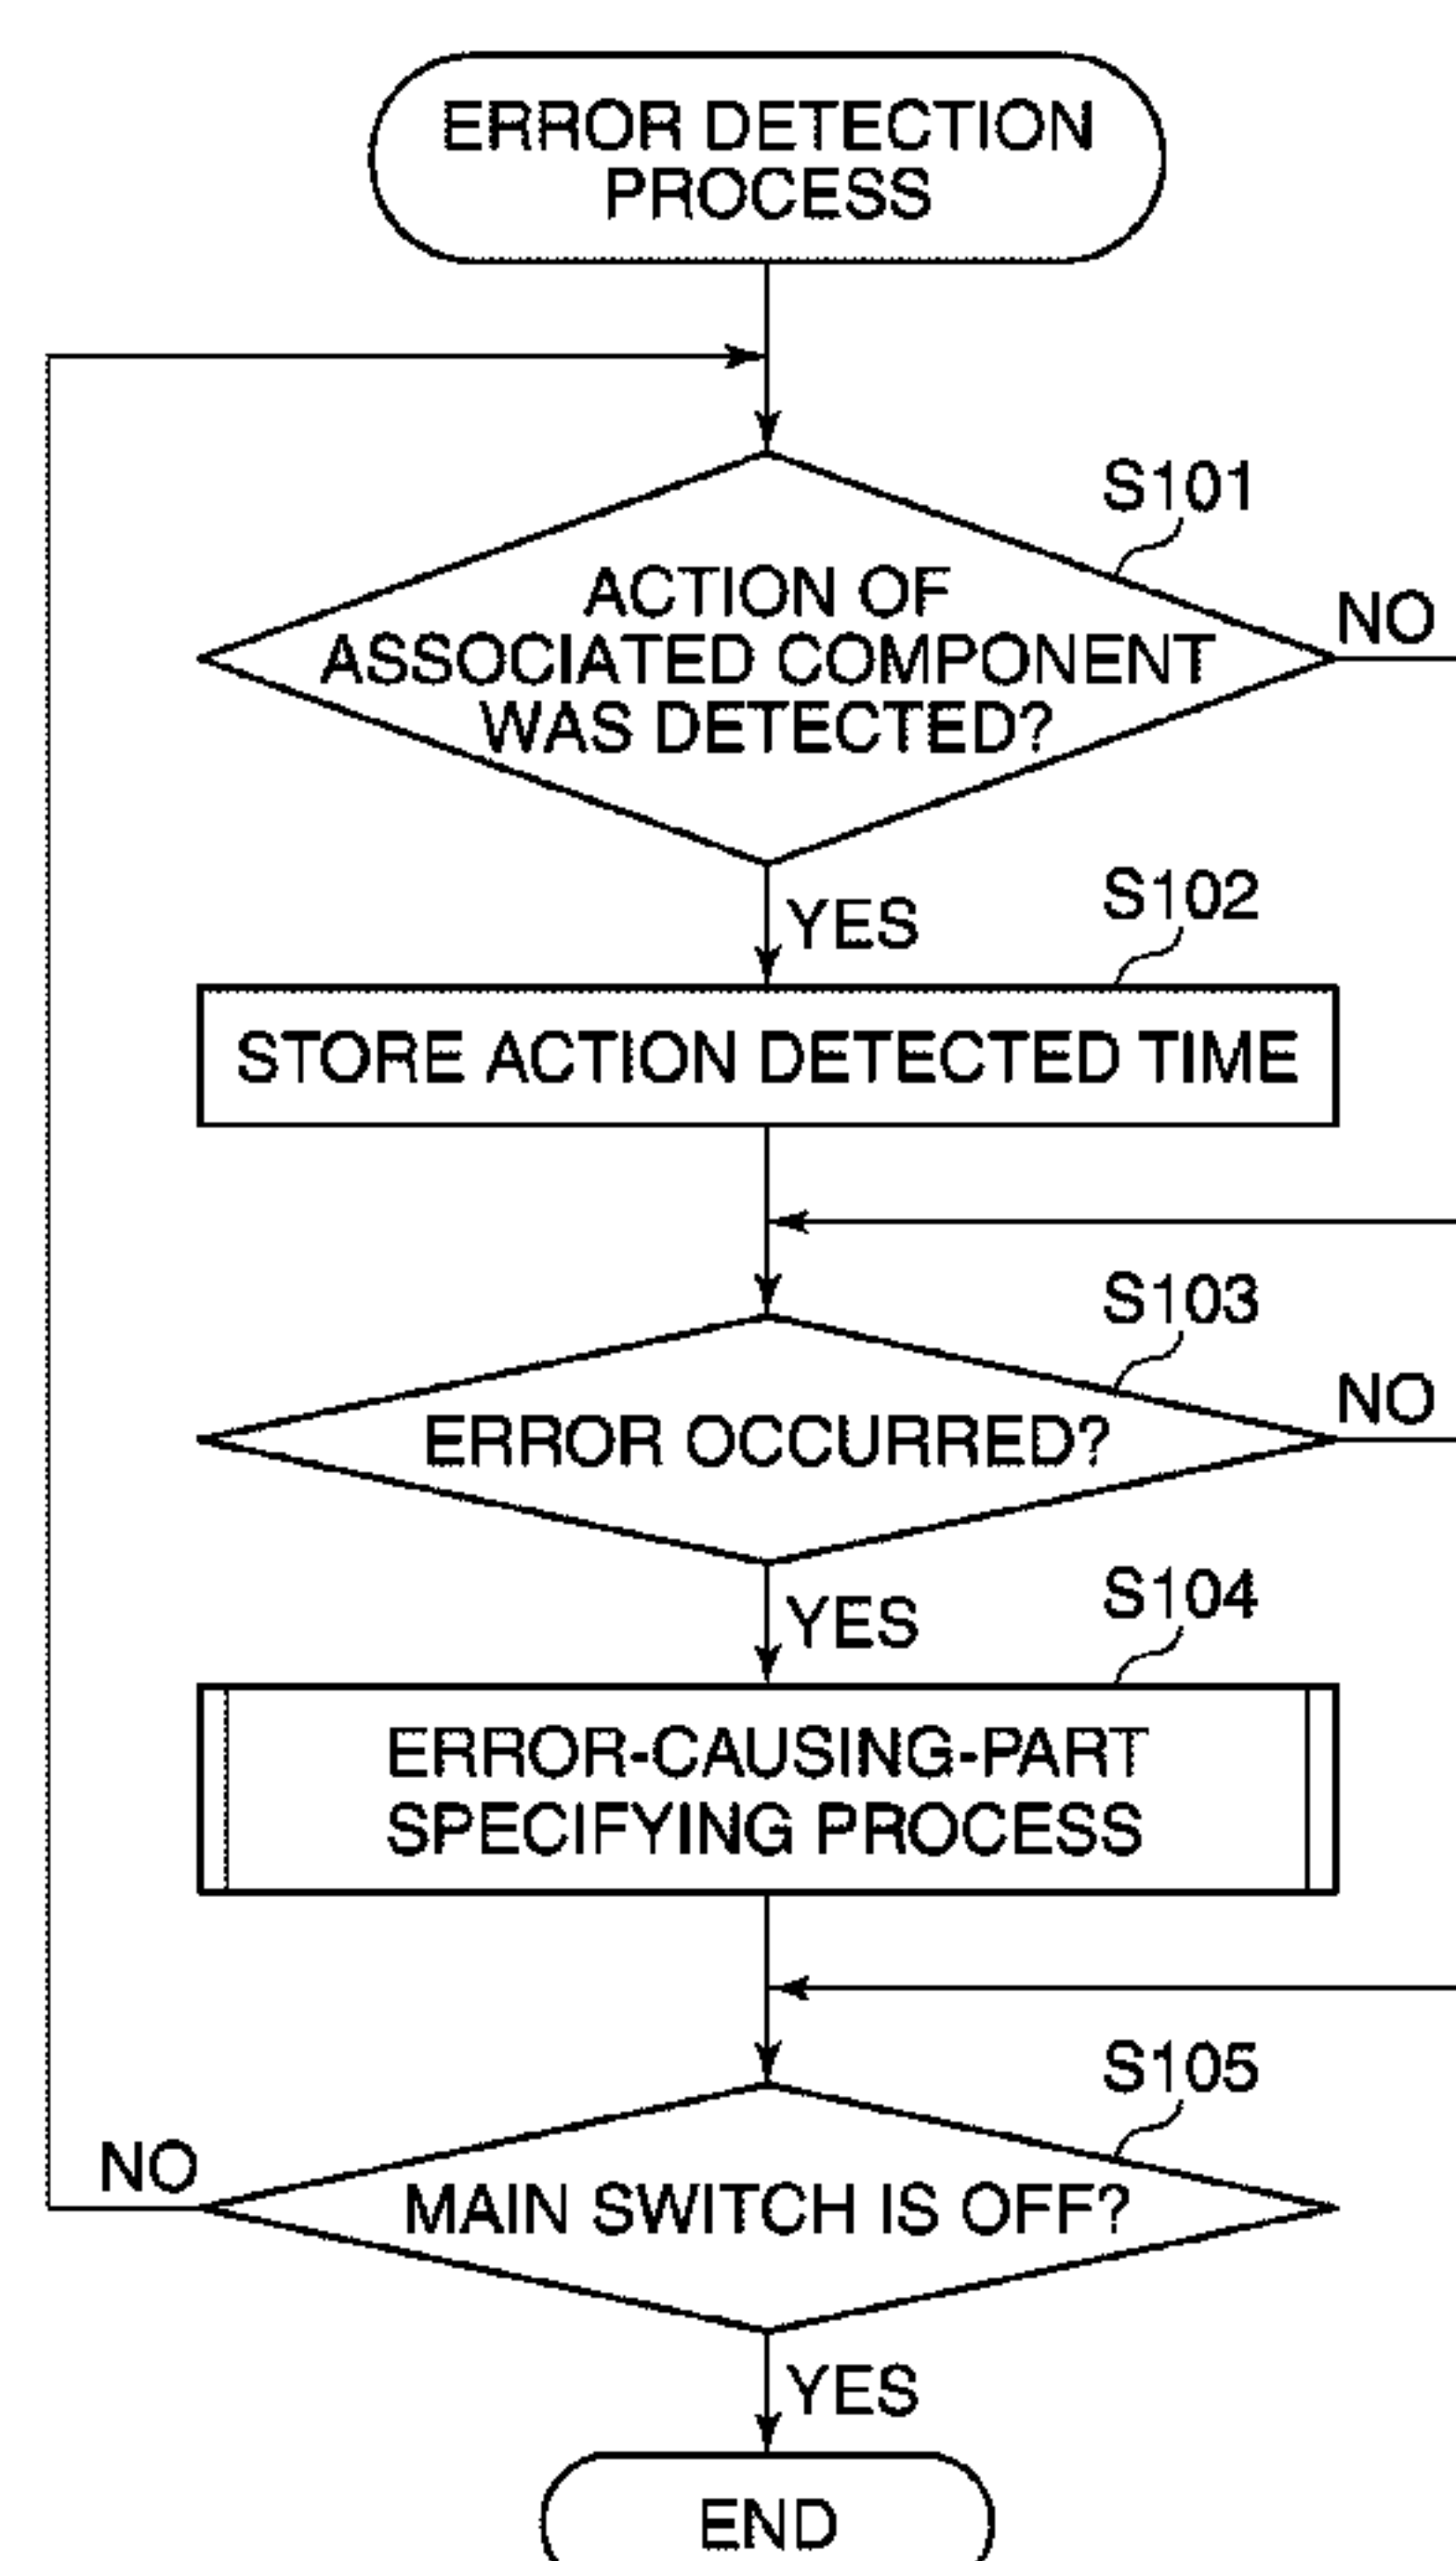 ERROR DETECTION
PROCESS
S101
ACTION OF
ASSOCIATED COMPONENT
WAS DETECTED?
NO
YES
S102
STORE ACTION DETECTED TIME
S103
ERROR OCCURRED?
NO
YES
S104
ERROR-CAUSING-PART
SPECIFYING PROCESS
S105
NO
MAIN SWITCH IS OFF?
YES
END